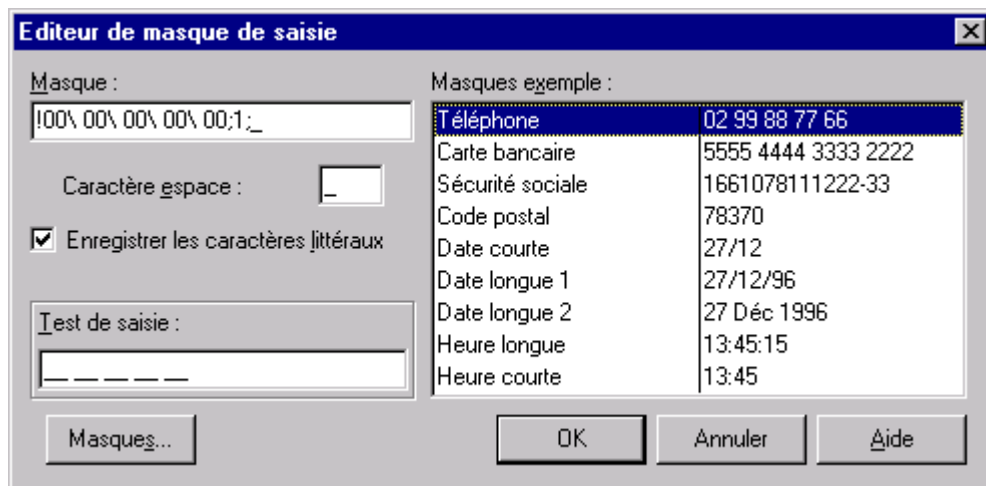 Editeur de masque de saisie
Masque :
!00\ 00\ 00\ 00\ 00;1;_
Caractère espace :
_
Enregistrer les caractères littéraux
Test de saisie :
__ __ __ __ __
Masques...
Masques exemple :
Téléphone 02 99 88 77 66
Carte bancaire 5555 4444 3333 2222
Sécurité sociale 1661078111222-33
Code postal 78370
Date courte 27/12
Date longue 1 27/12/96
Date longue 2 27 Déc 1996
Heure longue 13:45:15
Heure courte 13:45
OK
Annuler
Aide